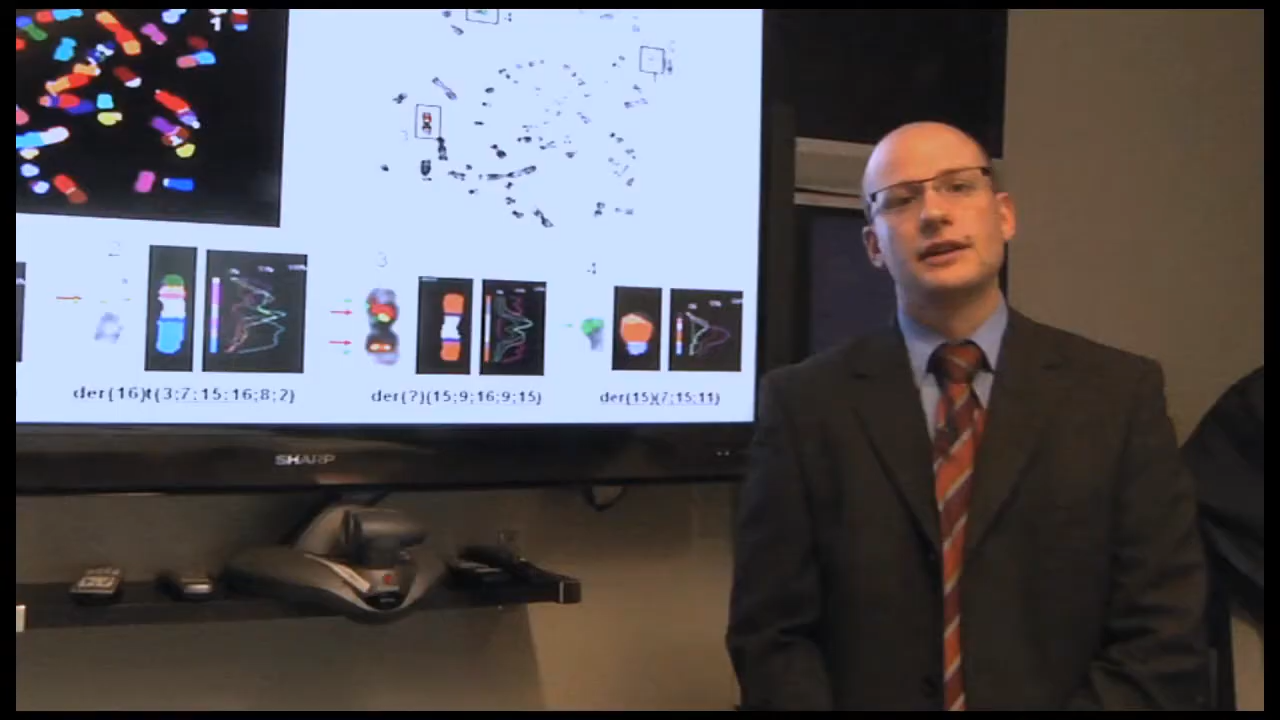 1
4
2
3
4
der(16)t(3;7;15;16;8;2)
der(?)(15;9;16;9;15)
der(15)(7;15;11)
SHARP